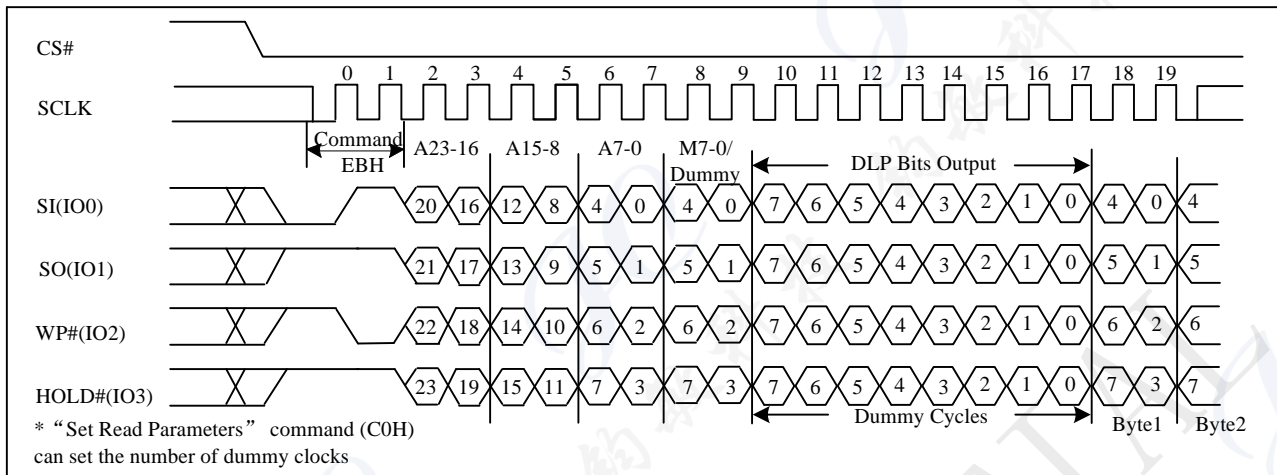 CS#
0 1 2 3 4 5 6 7 8 9 10 11 12 13 14 15 16 17 18 19
SCLK
Command
EBH
A23-16 A15-8 A7-0 M7-0/
Dummy
DLP Bits Output
SI(IO0) 20 16 12 8 4 0 4 0 7 6 5 4 3 2 1 0 4 0 4
SO(IO1) 21 17 13 9 5 1 5 1 7 6 5 4 3 2 1 0 5 1 5
WP#(IO2) 22 18 14 10 6 2 6 2 7 6 5 4 3 2 1 0 6 2 6
HOLD#(IO3) 23 19 15 11 7 3 7 3 7 6 5 4 3 2 1 0 7 3 7
Dummy Cycles
Byte1 Byte2
* “Set Read Parameters” command (C0H)
can set the number of dummy clocks